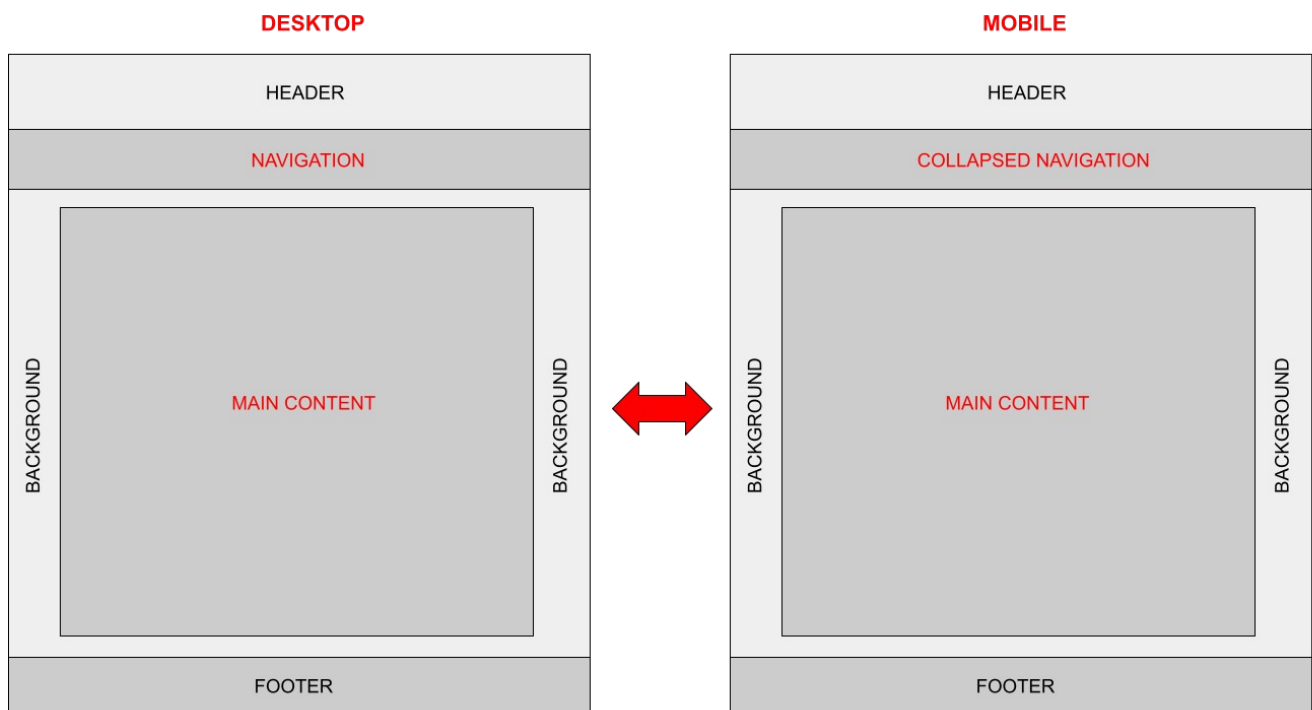 DESKTOP
HEADER
NAVIGATION
BACKGROUND
MAIN CONTENT
BACKGROUND
FOOTER
MOBILE
HEADER
COLLAPSED NAVIGATION
BACKGROUND
MAIN CONTENT
BACKGROUND
FOOTER